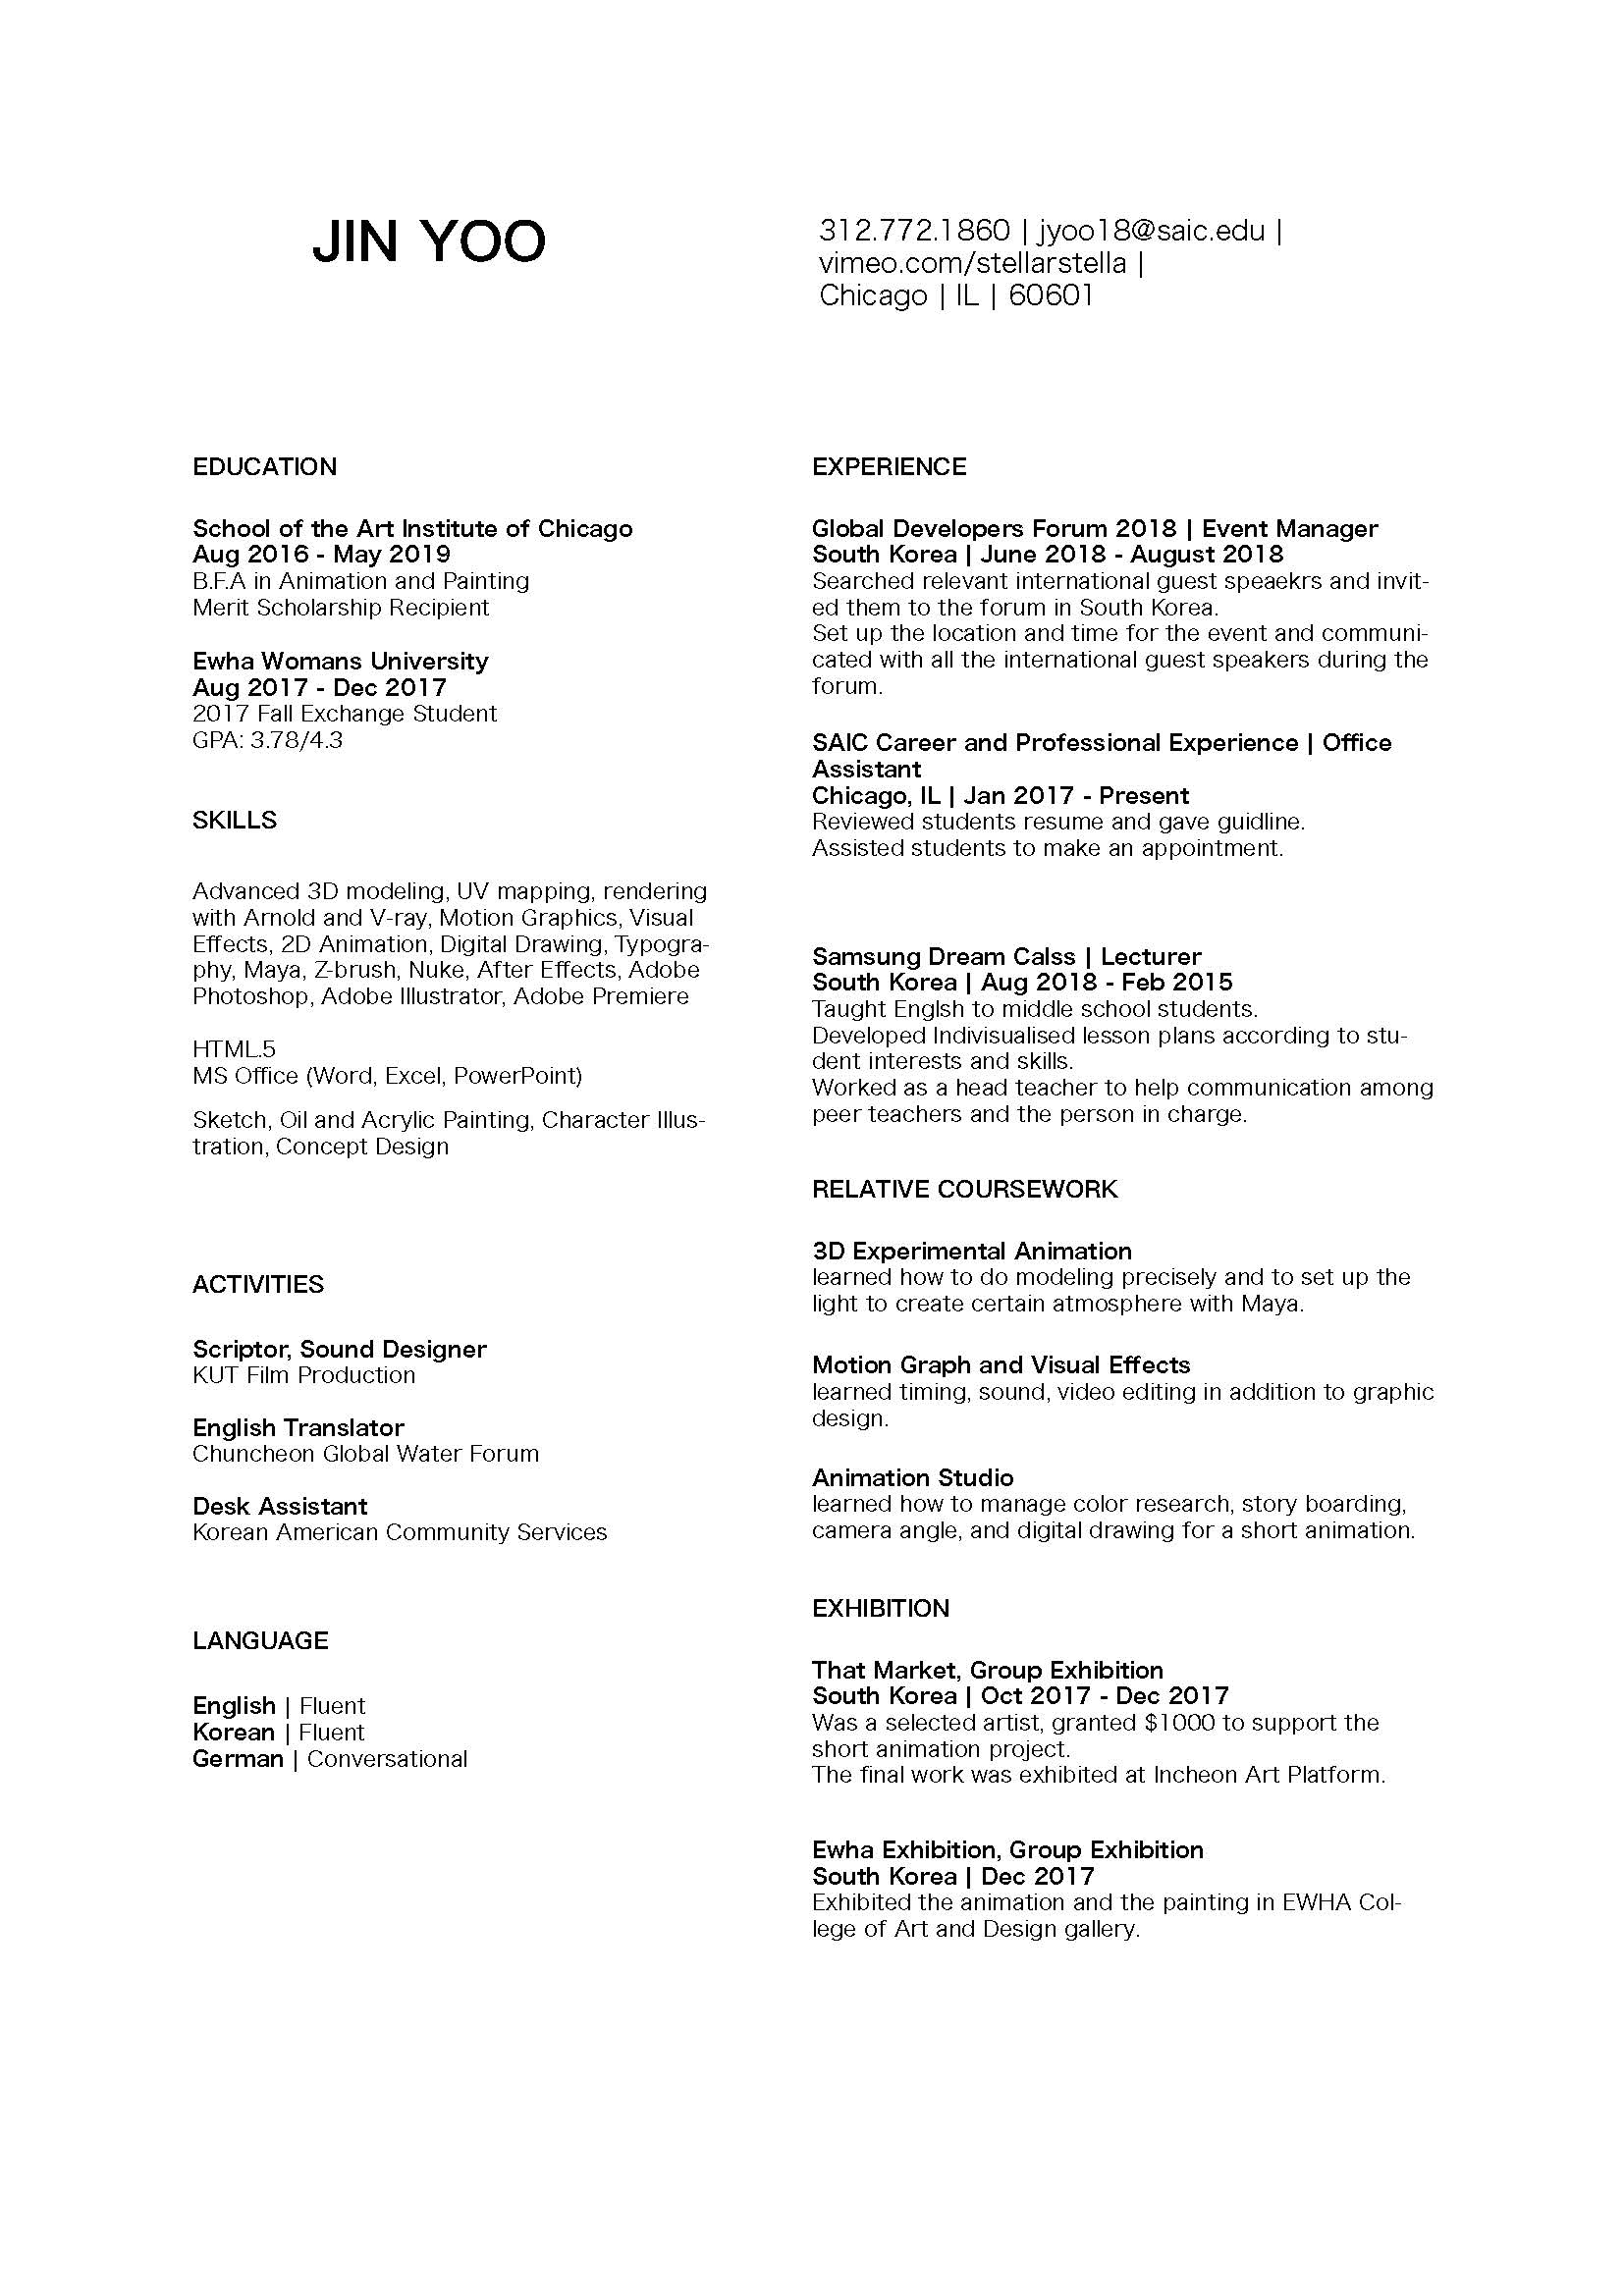 JIN YOO
312.772.1860 | jyoo18@saic.edu |
vimeo.com/stellarstella |
Chicago | IL | 60601
EDUCATION
School of the Art Institute of Chicago
Aug 2016 - May 2019
B.F.A in Animation and Painting
Merit Scholarship Recipient
Ewha Womans University
Aug 2017 - Dec 2017
2017 Fall Exchange Student
GPA: 3.78/4.3
SKILLS
Advanced 3D modeling, UV mapping, rendering
with Arnold and V-ray, Motion Graphics, Visual
Effects, 2D Animation, Digital Drawing, Typogra-
phy, Maya, Z-brush, Nuke, After Effects, Adobe
Photoshop, Adobe Illustrator, Adobe Premiere
HTML.5
MS Office (Word, Excel, PowerPoint)
Sketch, Oil and Acrylic Painting, Character Illus-
tration, Concept Design
ACTIVITIES
Scriptor, Sound Designer
KUT Film Production
English Translator
Chuncheon Global Water Forum
Desk Assistant
Korean American Community Services
LANGUAGE
English | Fluent
Korean | Fluent
German | Conversational
EXPERIENCE
Global Developers Forum 2018 | Event Manager
South Korea | June 2018 - August 2018
Searched relevant international guest speaekrs and invit-
ed them to the forum in South Korea.
Set up the location and time for the event and communi-
cated with all the international guest speakers during the
forum.
SAIC Career and Professional Experience | Office
Assistant
Chicago, IL | Jan 2017 - Present
Reviewed students resume and gave guidline.
Assisted students to make an appointment.
Samsung Dream Calss | Lecturer
South Korea | Aug 2018 - Feb 2015
Taught Englsh to middle school students.
Developed Indivisualised lesson plans according to stu-
dent interests and skills.
Worked as a head teacher to help communication among
peer teachers and the person in charge.
RELATIVE COURSEWORK
3D Experimental Animation
learned how to do modeling precisely and to set up the
light to create certain atmosphere with Maya.
Motion Graph and Visual Effects
learned timing, sound, video editing in addition to graphic
design.
Animation Studio
learned how to manage color research, story boarding,
camera angle, and digital drawing for a short animation.
EXHIBITION
That Market, Group Exhibition
South Korea | Oct 2017 - Dec 2017
Was a selected artist, granted $1000 to support the
short animation project.
The final work was exhibited at Incheon Art Platform.
Ewha Exhibition, Group Exhibition
South Korea | Dec 2017
Exhibited the animation and the painting in EWHA Col-
lege of Art and Design gallery.